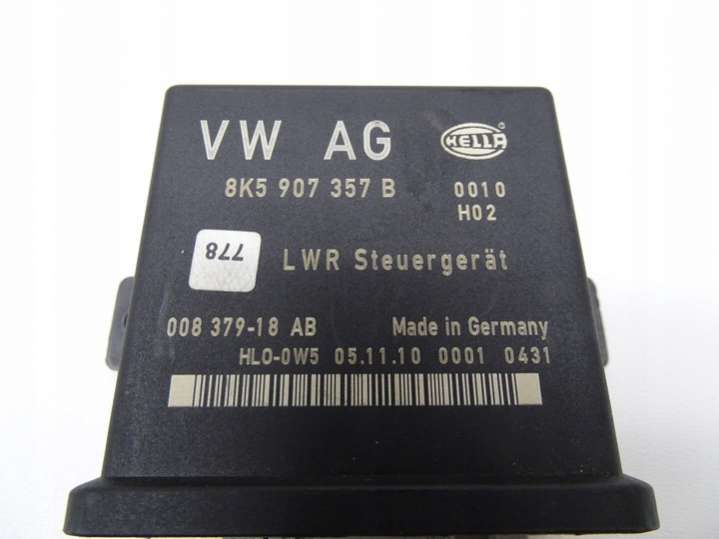 VW AG HELLA
8K5 907 357 B 0010
H02
778
LWR Steuergerät
008 379-18 AB Made in Germany
HLO-0W5 05.11.10 0001 0431